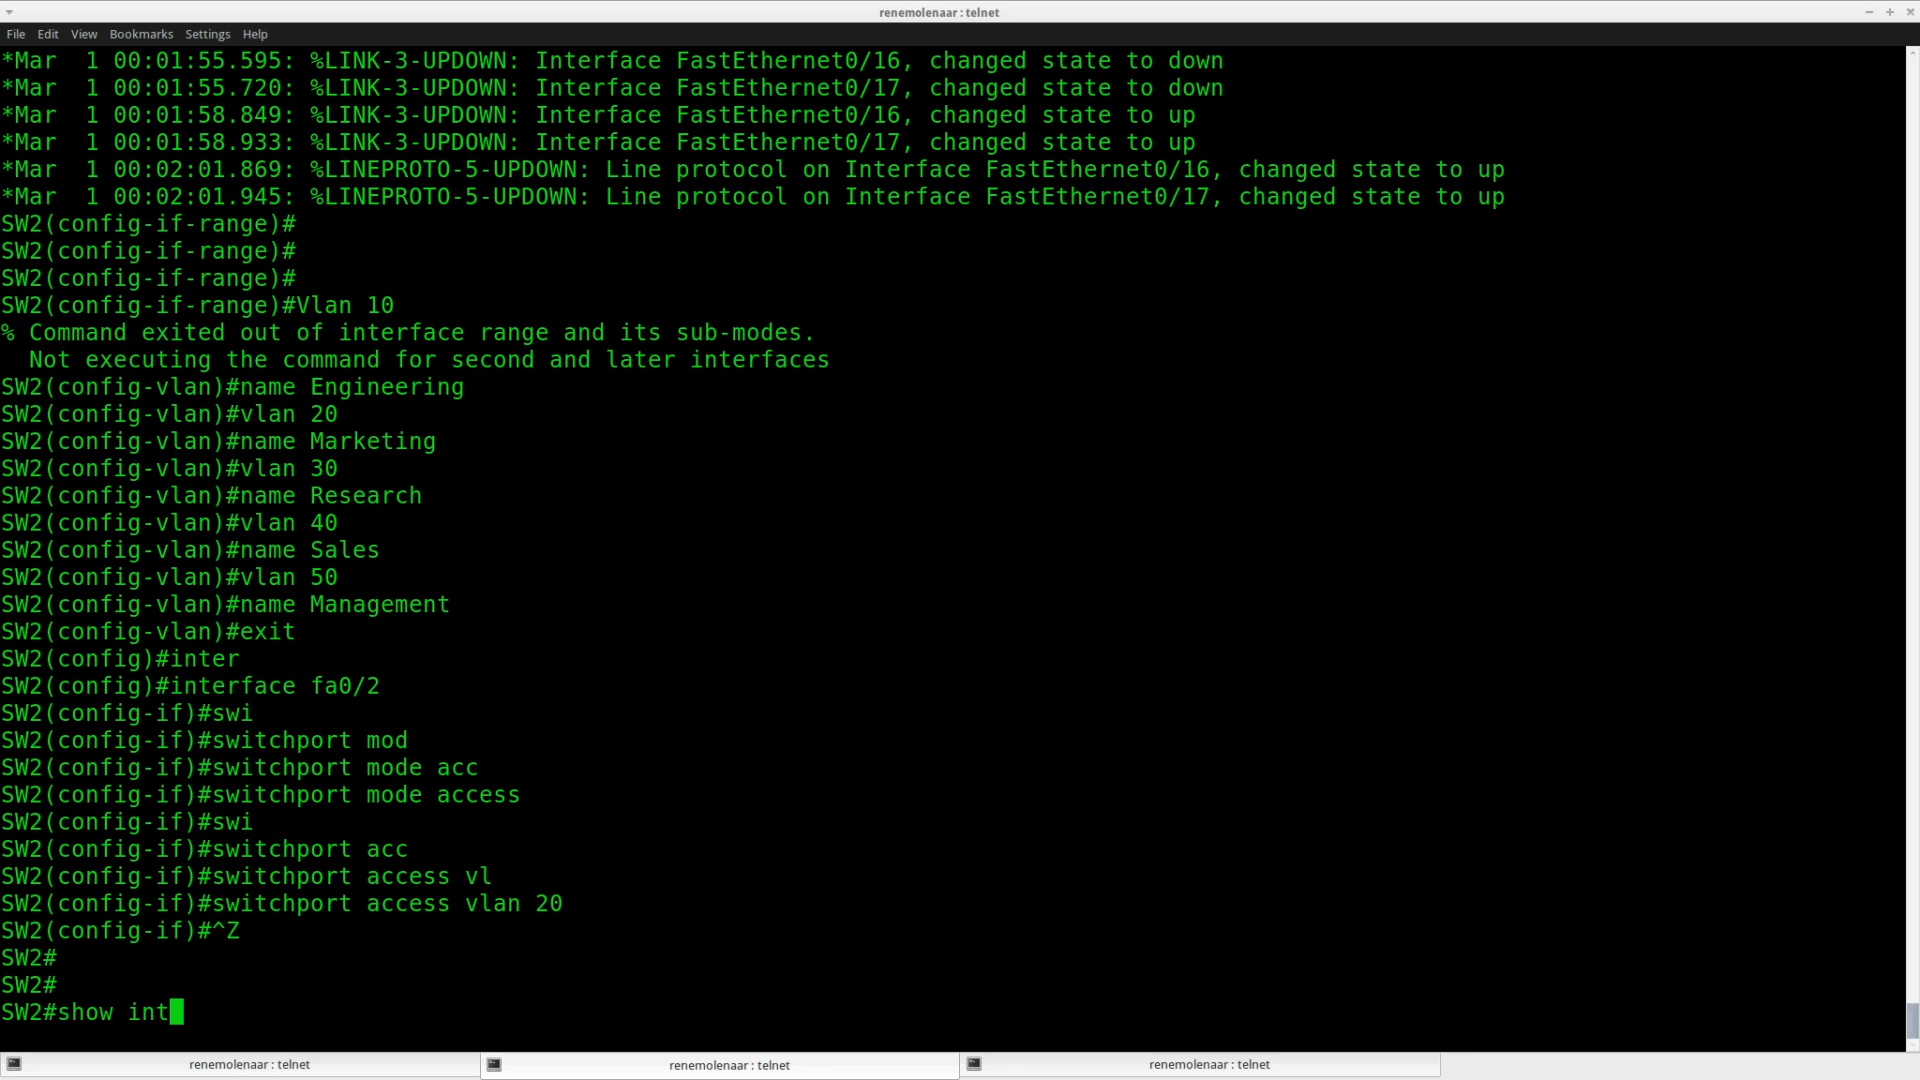 renemolenaar : telnet
File Edit View Bookmarks Settings Help
*Mar  1 00:01:55.595: %LINK-3-UPDOWN: Interface FastEthernet0/16, changed state to down
*Mar  1 00:01:55.720: %LINK-3-UPDOWN: Interface FastEthernet0/17, changed state to down
*Mar  1 00:01:58.849: %LINK-3-UPDOWN: Interface FastEthernet0/16, changed state to up
*Mar  1 00:01:58.933: %LINK-3-UPDOWN: Interface FastEthernet0/17, changed state to up
*Mar  1 00:02:01.869: %LINEPROTO-5-UPDOWN: Line protocol on Interface FastEthernet0/16, changed state to up
*Mar  1 00:02:01.945: %LINEPROTO-5-UPDOWN: Line protocol on Interface FastEthernet0/17, changed state to up
SW2(config-if-range)#
SW2(config-if-range)#
SW2(config-if-range)#
SW2(config-if-range)#Vlan 10
% Command exited out of interface range and its sub-modes.
  Not executing the command for second and later interfaces
SW2(config-vlan)#name Engineering
SW2(config-vlan)#vlan 20
SW2(config-vlan)#name Marketing
SW2(config-vlan)#vlan 30
SW2(config-vlan)#name Research
SW2(config-vlan)#vlan 40
SW2(config-vlan)#name Sales
SW2(config-vlan)#vlan 50
SW2(config-vlan)#name Management
SW2(config-vlan)#exit
SW2(config)#inter
SW2(config)#interface fa0/2
SW2(config-if)#swi
SW2(config-if)#switchport mod
SW2(config-if)#switchport mode acc
SW2(config-if)#switchport mode access
SW2(config-if)#swi
SW2(config-if)#switchport acc
SW2(config-if)#switchport access vl
SW2(config-if)#switchport access vlan 20
SW2(config-if)#^Z
SW2#
SW2#
SW2#show int
renemolenaar : telnet
renemolenaar : telnet
renemolenaar : telnet